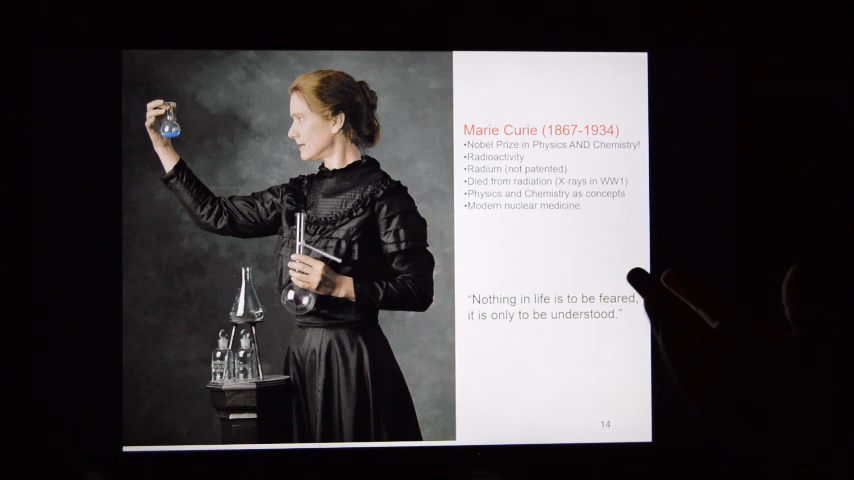 Marie Curie (1867-1934)
•Nobel Prize in Physics AND Chemistry!
•Radioactivity
•Radium (not patented)
•Died from radiation (X-rays in WW1)
•Physics and Chemistry as concepts
•Modern nuclear medicine.
“Nothing in life is to be feared,
it is only to be understood.”
14